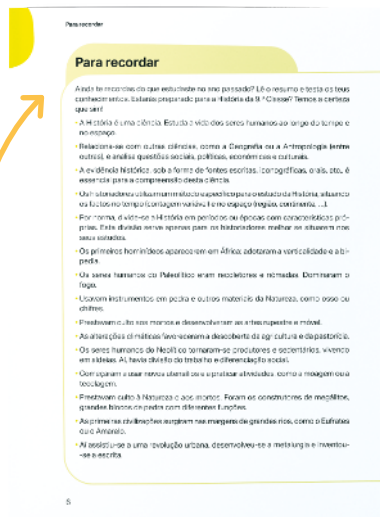 Para recordar
Para recordar
Ainda te recordas do que estudaste no ano passado? Lê o resumo e testa os teus
conhecimentos. Estarás preparado para a História da 9.ª Classe? Temos a certeza
que sim!
• A História é uma ciência. Estuda a vida dos seres humanos ao longo do tempo e
no espaço.
• Relaciona-se com outras ciências, como a Geografia ou a Antropologia (entre
outras), e analisa questões sociais, políticas, económicas e culturais.
• A evidência histórica, sob a forma de fontes escritas, iconográficas, orais, etc., é
essencial para a compreensão desta ciência.
• Os historiadores utilizam um método específico para o estudo da História, situando
os factos no tempo (contagem variável) e no espaço (região, continente, ...).
• Por norma, divide-se a História em períodos ou épocas com características pró-
prias. Esta divisão serve apenas para os historiadores melhor se situarem nos
seus estudos.
• Os primeiros hominídeos apareceram em África: adotaram a verticalidade e a bi-
pedia.
• Os seres humanos do Paleolítico eram recoletores e nómadas. Dominaram o
fogo.
• Usavam instrumentos em pedra e outros materiais da Natureza, como osso ou
chifres.
• Prestavam culto aos mortos e desenvolveram as artes rupestre e móvel.
• As alterações climáticas favoreceram a descoberta da agricultura e da pastorícia.
• Os seres humanos do Neolítico tornaram-se produtores e sedentários, vivendo
em aldeias. Aí, havia divisão do trabalho e diferenciação social.
• Começaram a usar novos utensílios e a praticar atividades, como a moagem ou a
tecelagem.
• Prestavam culto à Natureza e aos mortos. Foram os construtores de megálitos,
grandes blocos de pedra com diferentes funções.
• As primeiras civilizações surgiram nas margens de grandes rios, como o Eufrates
ou o Amarelo.
• Aí assistiu-se a uma revolução urbana, desenvolveu-se a metalurgia e inventou-
-se a escrita.